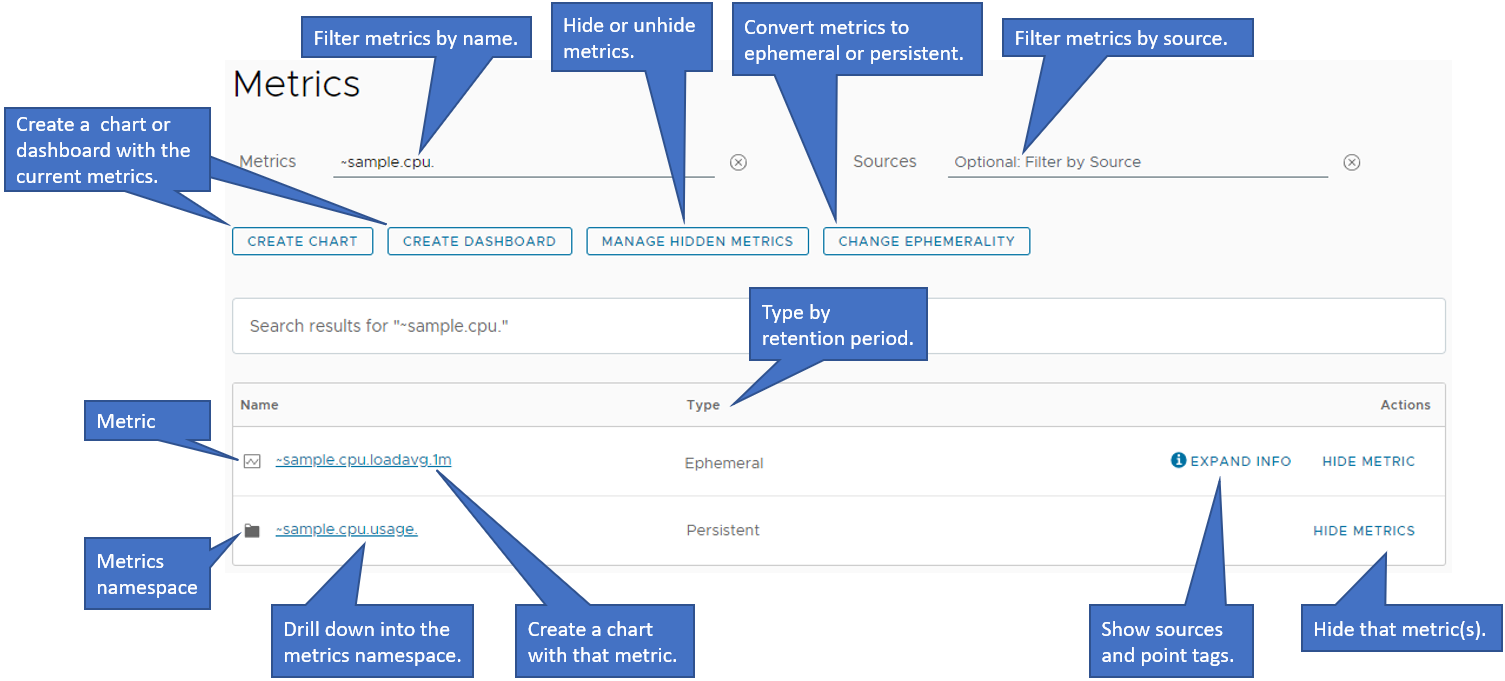 Filter metrics by name.
Hide or unhide
metrics.
Convert metrics to
ephemeral or persistent.
Filter metrics by source.
Metrics
Create a chart or
dashboard with the
current metrics.
Metrics
~sample.cpu.
Sources
Optional: Filter by Source
CREATE CHART
CREATE DASHBOARD
MANAGE HIDDEN METRICS
CHANGE EPHEMERALITY
Search results for "~sample.cpu."
Type by
retention period.
Name
Type
Actions
Metric
~sample.cpu.loadavg.1m
Ephemeral
EXPAND INFO
HIDE METRIC
~sample.cpu.usage.
Persistent
HIDE METRICS
Metrics
namespace
Drill down into the
metrics namespace.
Create a chart
with that metric.
Show sources
and point tags.
Hide that metric(s).